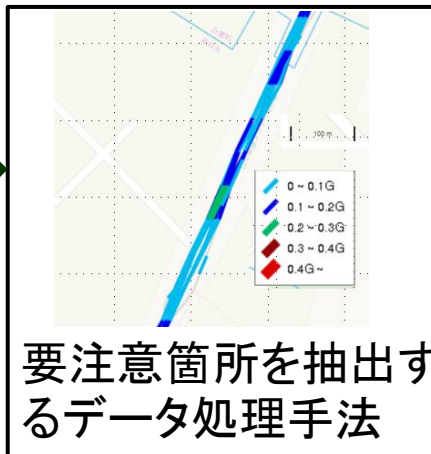 100 m
0 ~ 0.1G
0.1 ~ 0.2G
0.2 ~ 0.3G
0.3 ~ 0.4G
0.4G ~
要注意箇所を抽出す
るデータ処理手法